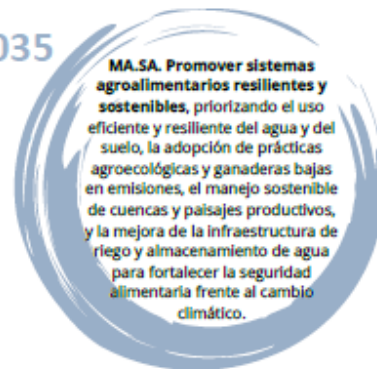 035
MA.SA. Promover sistemas
agroalimentarios resilientes y
sostenibles, priorizando el uso
eficiente y resiliente del agua y del
suelo, la adopción de prácticas
agroecológicas y ganaderas bajas
en emisiones, el manejo sostenible
de cuencas y paisajes productivos,
y la mejora de la infraestructura de
riego y almacenamiento de agua
para fortalecer la seguridad
alimentaria frente al cambio
climático.